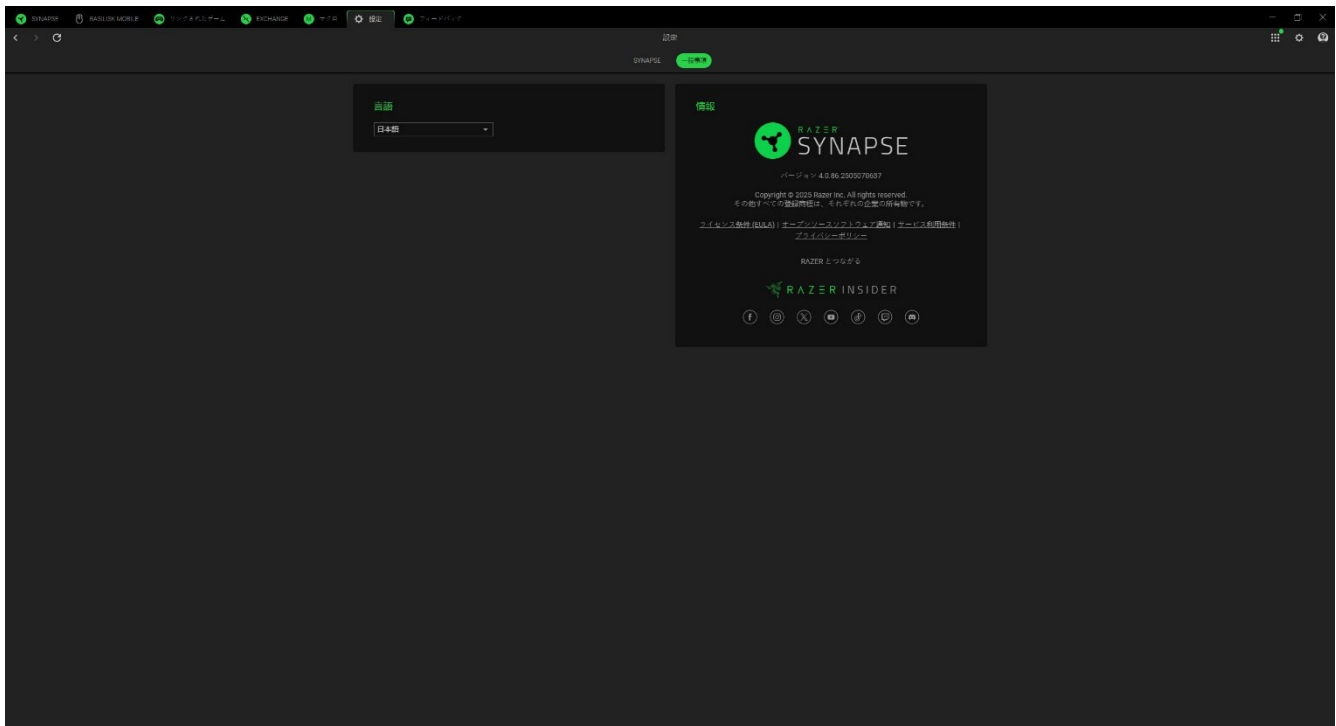 SYNAPSE
BASILISK MOBILE
リンクされたゲーム
EXCHANGE
マクロ
設定
フィードバック
設定
SYNAPSE
一般事項
言語
日本語
情報
RAZER
SYNAPSE
バージョン 4.0.86.2505070637
Copyright © 2025 Razer Inc. All rights reserved.
その他すべての登録商標は、それぞれの企業の所有物です。
ライセンス条件 (EULA) | オープンソースソフトウェア通知 | サービス利用条件 |
プライバシーポリシー
RAZER とつながる
RAZER INSIDER